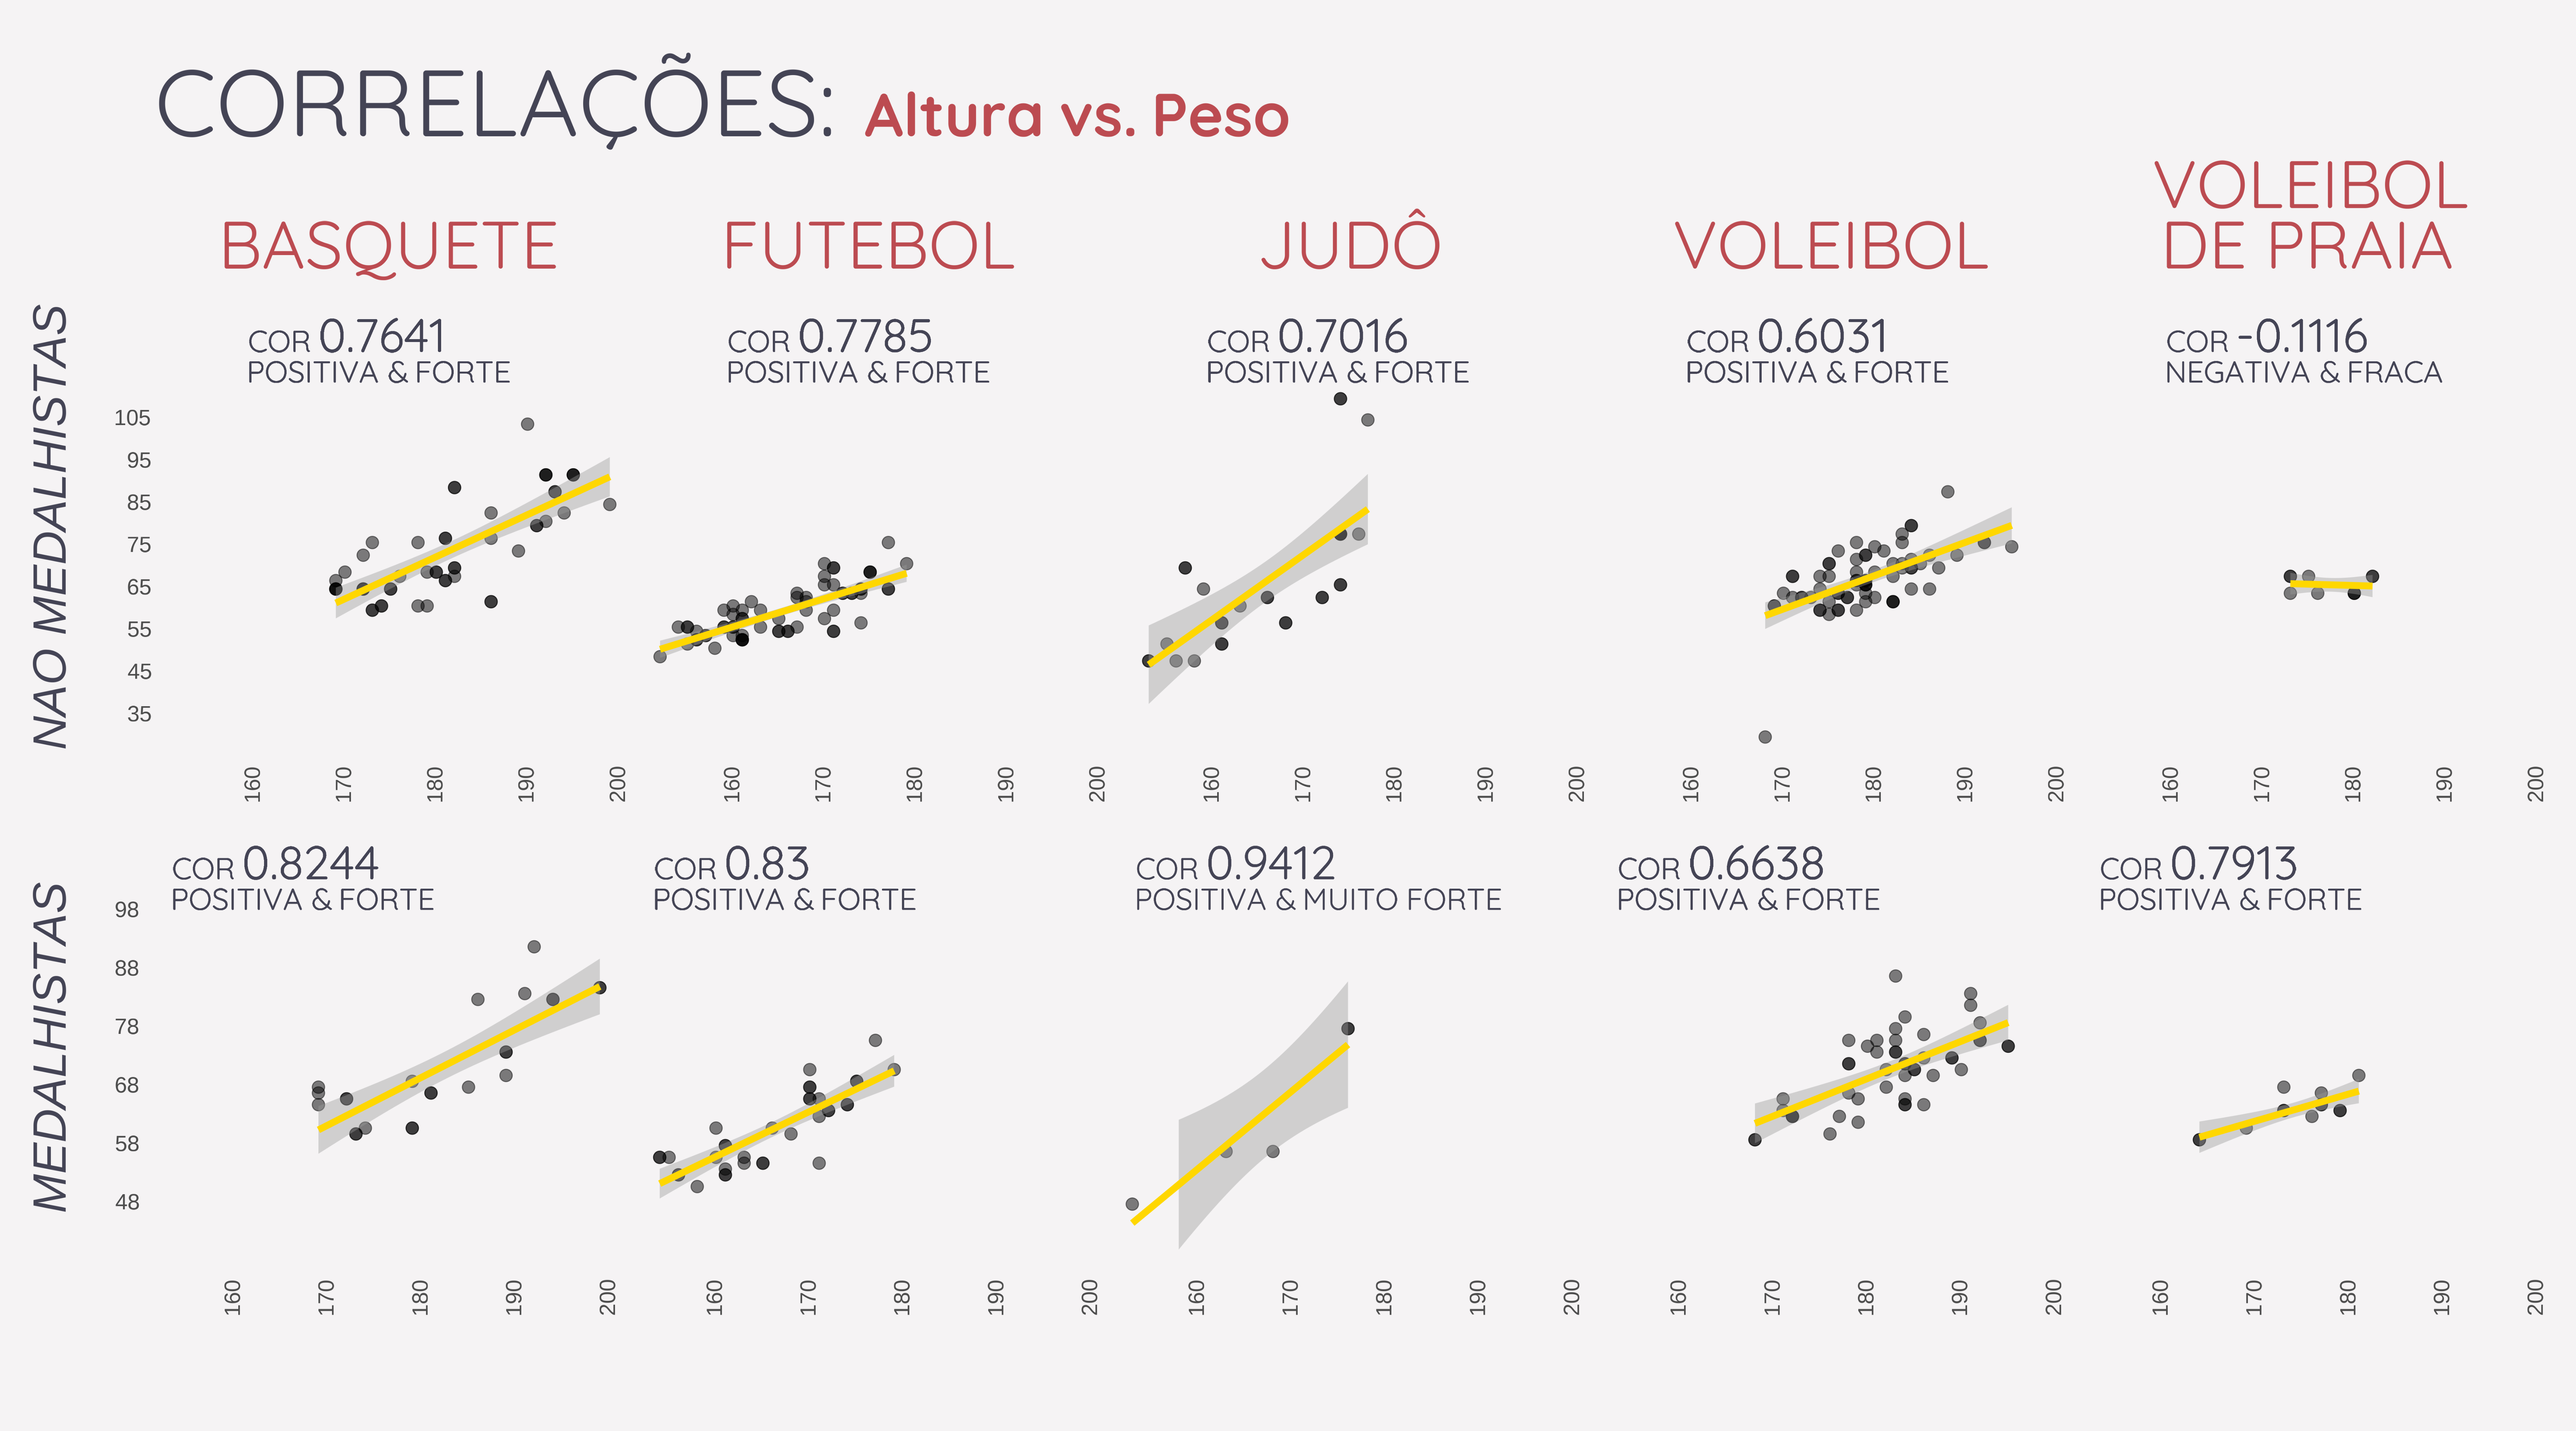 CORRELAÇÕES: Altura vs. Peso
BASQUETE
FUTEBOL
JUDÔ
VOLEIBOL
VOLEIBOL
DE PRAIA
NAO MEDALHISTAS
COR 0.7641
POSITIVA & FORTE
COR 0.7785
POSITIVA & FORTE
COR 0.7016
POSITIVA & FORTE
COR 0.6031
POSITIVA & FORTE
COR -0.1116
NEGATIVA & FRACA
105
95
85
75
65
55
45
35
160 170 180 190 200
160 170 180 190 200
160 170 180 190 200
160 170 180 190 200
160 170 180 190 200
MEDALHISTAS
COR 0.8244
POSITIVA & FORTE
COR 0.83
POSITIVA & FORTE
COR 0.9412
POSITIVA & MUITO FORTE
COR 0.6638
POSITIVA & FORTE
COR 0.7913
POSITIVA & FORTE
98
88
78
68
58
48
160 170 180 190 200
160 170 180 190 200
160 170 180 190 200
160 170 180 190 200
160 170 180 190 200